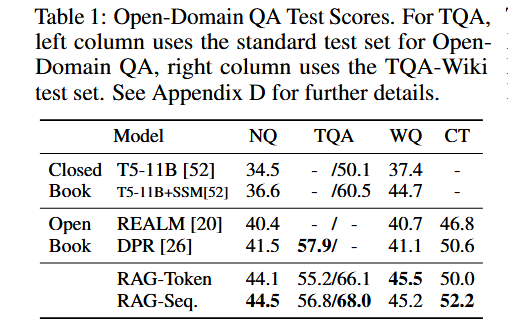 Table 1: Open-Domain QA Test Scores. For TQA,
left column uses the standard test set for Open-
Domain QA, right column uses the TQA-Wiki
test set. See Appendix D for further details.
Model NQ TQA WQ CT
Closed T5-11B [52] 34.5 - /50.1 37.4 -
Book T5-11B+SSM[52] 36.6 - /60.5 44.7 -
Open REALM [20] 40.4 - / - 40.7 46.8
Book DPR [26] 41.5 57.9/ - 41.1 50.6
RAG-Token 44.1 55.2/66.1 45.5 50.0
RAG-Seq. 44.5 56.8/68.0 45.2 52.2